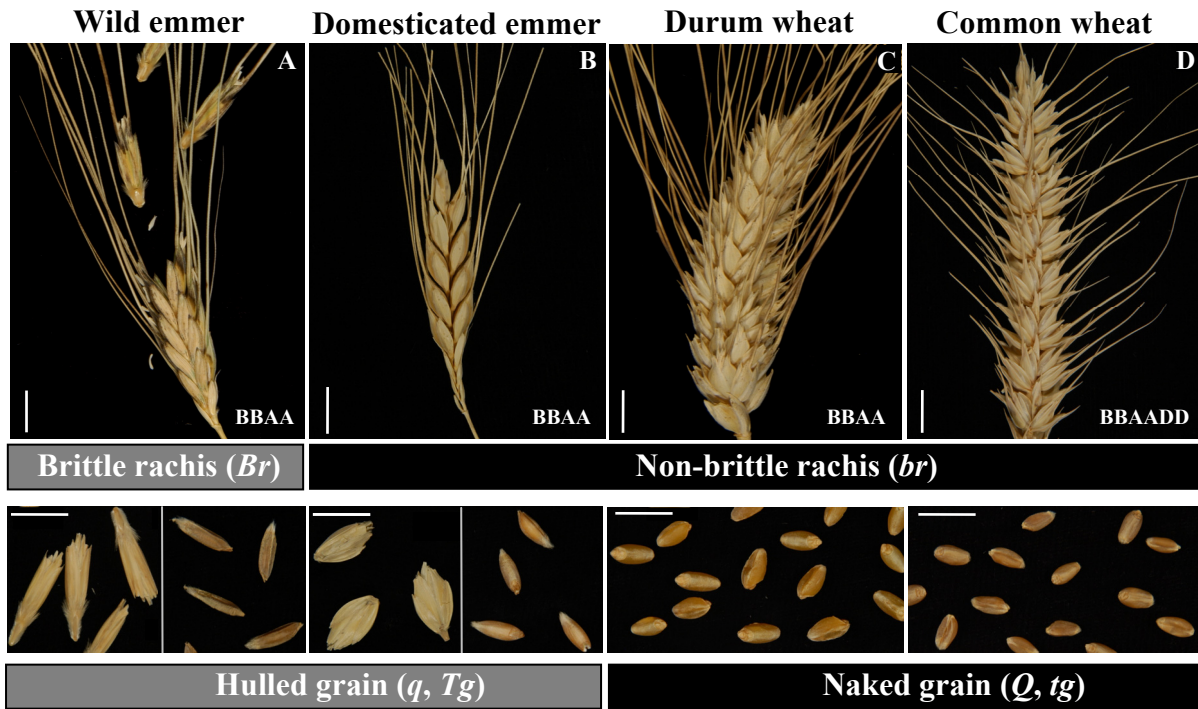 Wild emmer
Domesticated emmer
Durum wheat
Common wheat
A
B
C
D
BBAA
BBAA
BBAA
BBAADD
Brittle rachis (Br)
Non-brittle rachis (br)
Hulled grain (q, Tg)
Naked grain (Q, tg)